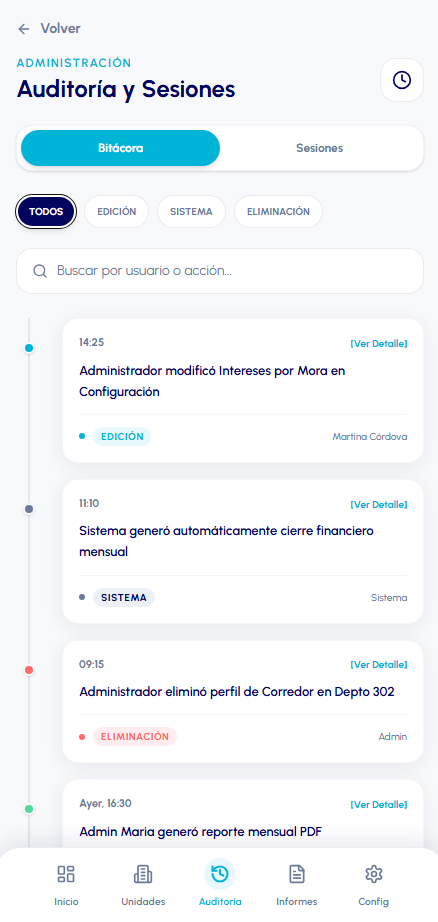 Volver
ADMINISTRACIÓN
Auditoría y Sesiones
Bitácora
Sesiones
TODOS
EDICIÓN
SISTEMA
ELIMINACIÓN
Buscar por usuario o acción...
14:25
[Ver Detalle]
Administrador modificó Intereses por Mora en
Configuración
EDICIÓN
Martina Córdova
11:10
[Ver Detalle]
Sistema generó automáticamente cierre financiero
mensual
SISTEMA
Sistema
09:15
[Ver Detalle]
Administrador eliminó perfil de Corredor en Depto 302
ELIMINACIÓN
Admin
Ayer, 16:30
[Ver Detalle]
Admin Maria generó reporte mensual PDF
Inicio
Unidades
Auditoria
Informes
Config